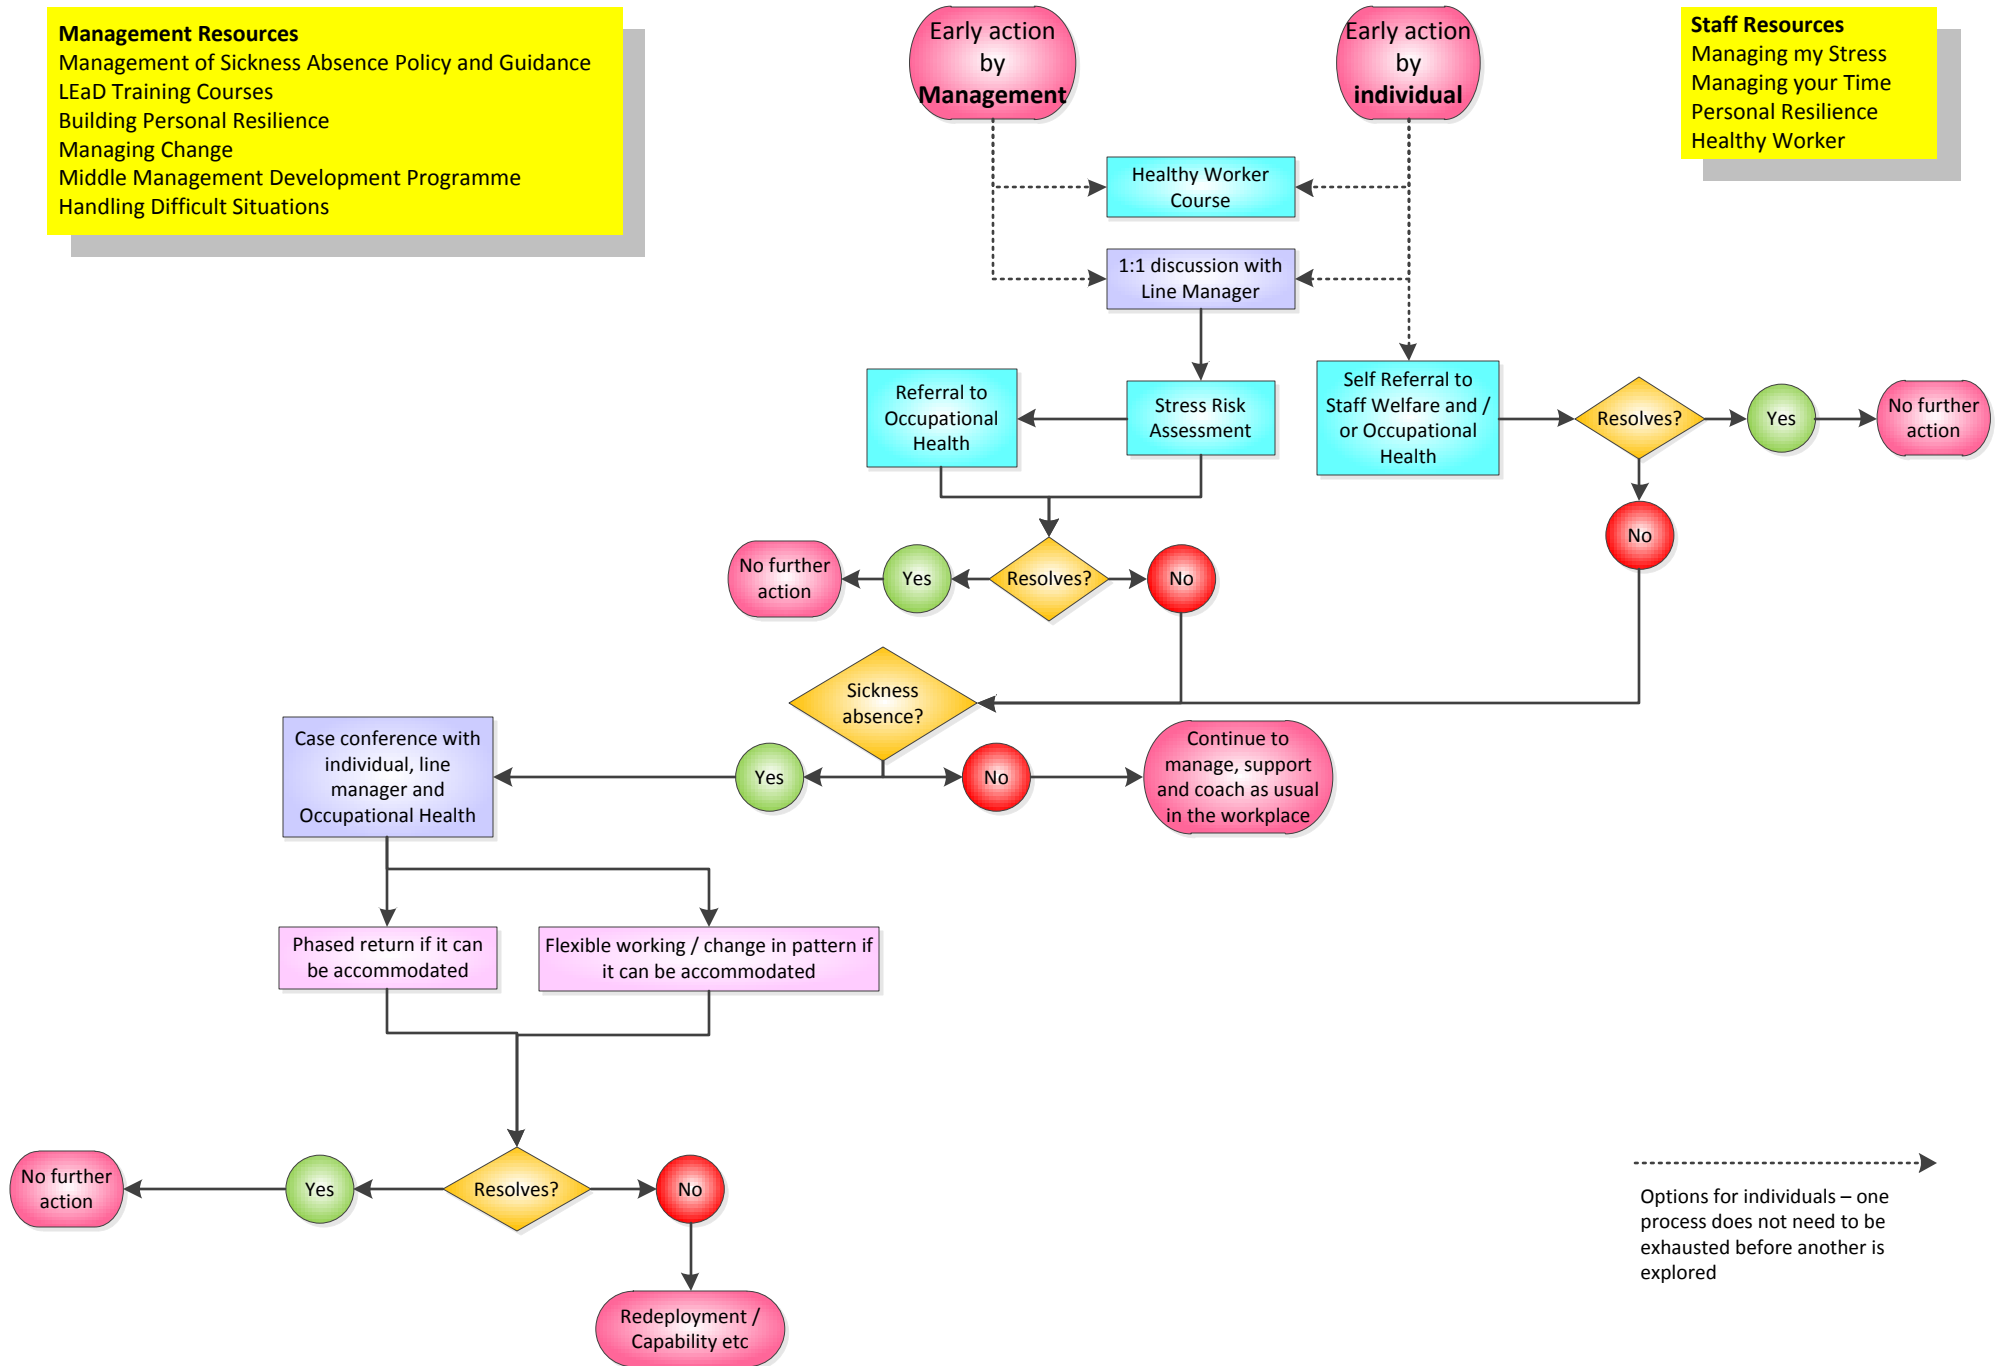 Management Resources
Management of Sickness Absence Policy and Guidance
LEaD Training Courses
Building Personal Resilience
Managing Change
Middle Management Development Programme
Handling Difficult Situations
Early action
by
Management
Early action
by
individual
Staff Resources
Managing my Stress
Managing your Time
Personal Resilience
Healthy Worker
Healthy Worker
Course
1:1 discussion with
Line Manager
Referral to
Occupational
Health
Stress Risk
Assessment
Self Referral to
Staff Welfare and /
or Occupational
Health
Resolves?
Yes
No further
action
No
No further
action
Yes
Resolves?
No
Sickness
absence?
Case conference with
individual, line
manager and
Occupational Health
Yes
No
Continue to
manage, support
and coach as usual
in the workplace
Phased return if it can
be accommodated
Flexible working / change in pattern if
it can be accommodated
No further
action
Yes
Resolves?
No
Redeployment /
Capability etc
Options for individuals – one
process does not need to be
exhausted before another is
explored